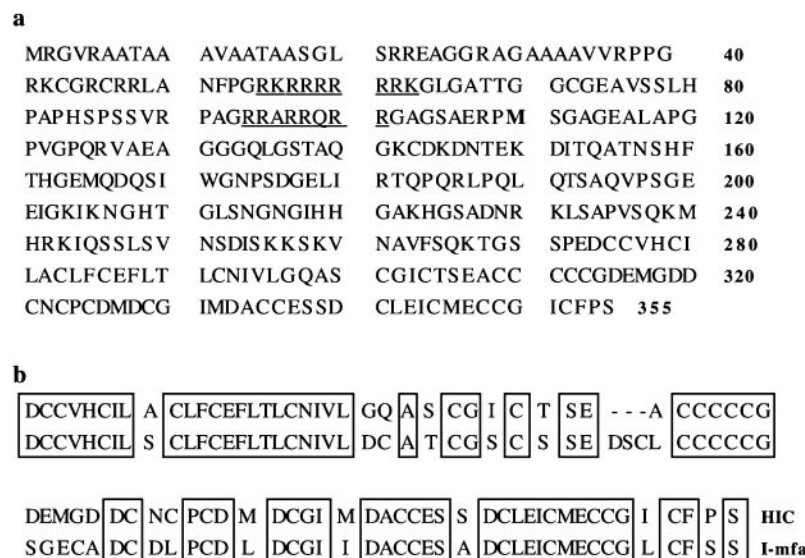 a
MRGVRAATAA AVAATAASGL SRREAGGRAGAAAAVVRPPG 40
RKCGRCRRLA NFPGRKRRRR RRKGLGATTG GCGEAVSSLH 80
PAPHSPSSVR PAGRRARRQR RGAGSAERPM SGAGEALAPG 120
PVGPQRVAEA GGGQLGSTAQ GKCDKDNTEK DITQATNSHF 160
THGEMQDQSI WGNPSDGELI RTQPQRLPQL QTSAQVPSGE 200
EIGKIKNGHT GLSNGNGIHH GAKHGSADNR KLSAPVSQKM 240
HRKIQSSLSV NSDISKKSKV NAVFSQKTGS SPEDCCVHCI 280
LACLFCEFLT LCNIVLGQAS CGICTSEACC CCCGDEMGDD 320
CNCPCDMDCG IMDACCESSD CLEICMECCG ICFPS 355
b
DCCVHCIL A CLFCEFLTLCNIVL GQ A S CG I C T SE ---A CCCCCG
DCCVHCIL S CLFCEFLTLCNIVL DC A T CG S C S SE DSCL CCCCCG
DEMGD DC NC PCD M DCGI M DACCES S DCLEICMECCG I CF P S HIC
SGECA DC DL PCD L DCGI I DACCES A DCLEICMECCG L CF S S I-mfa